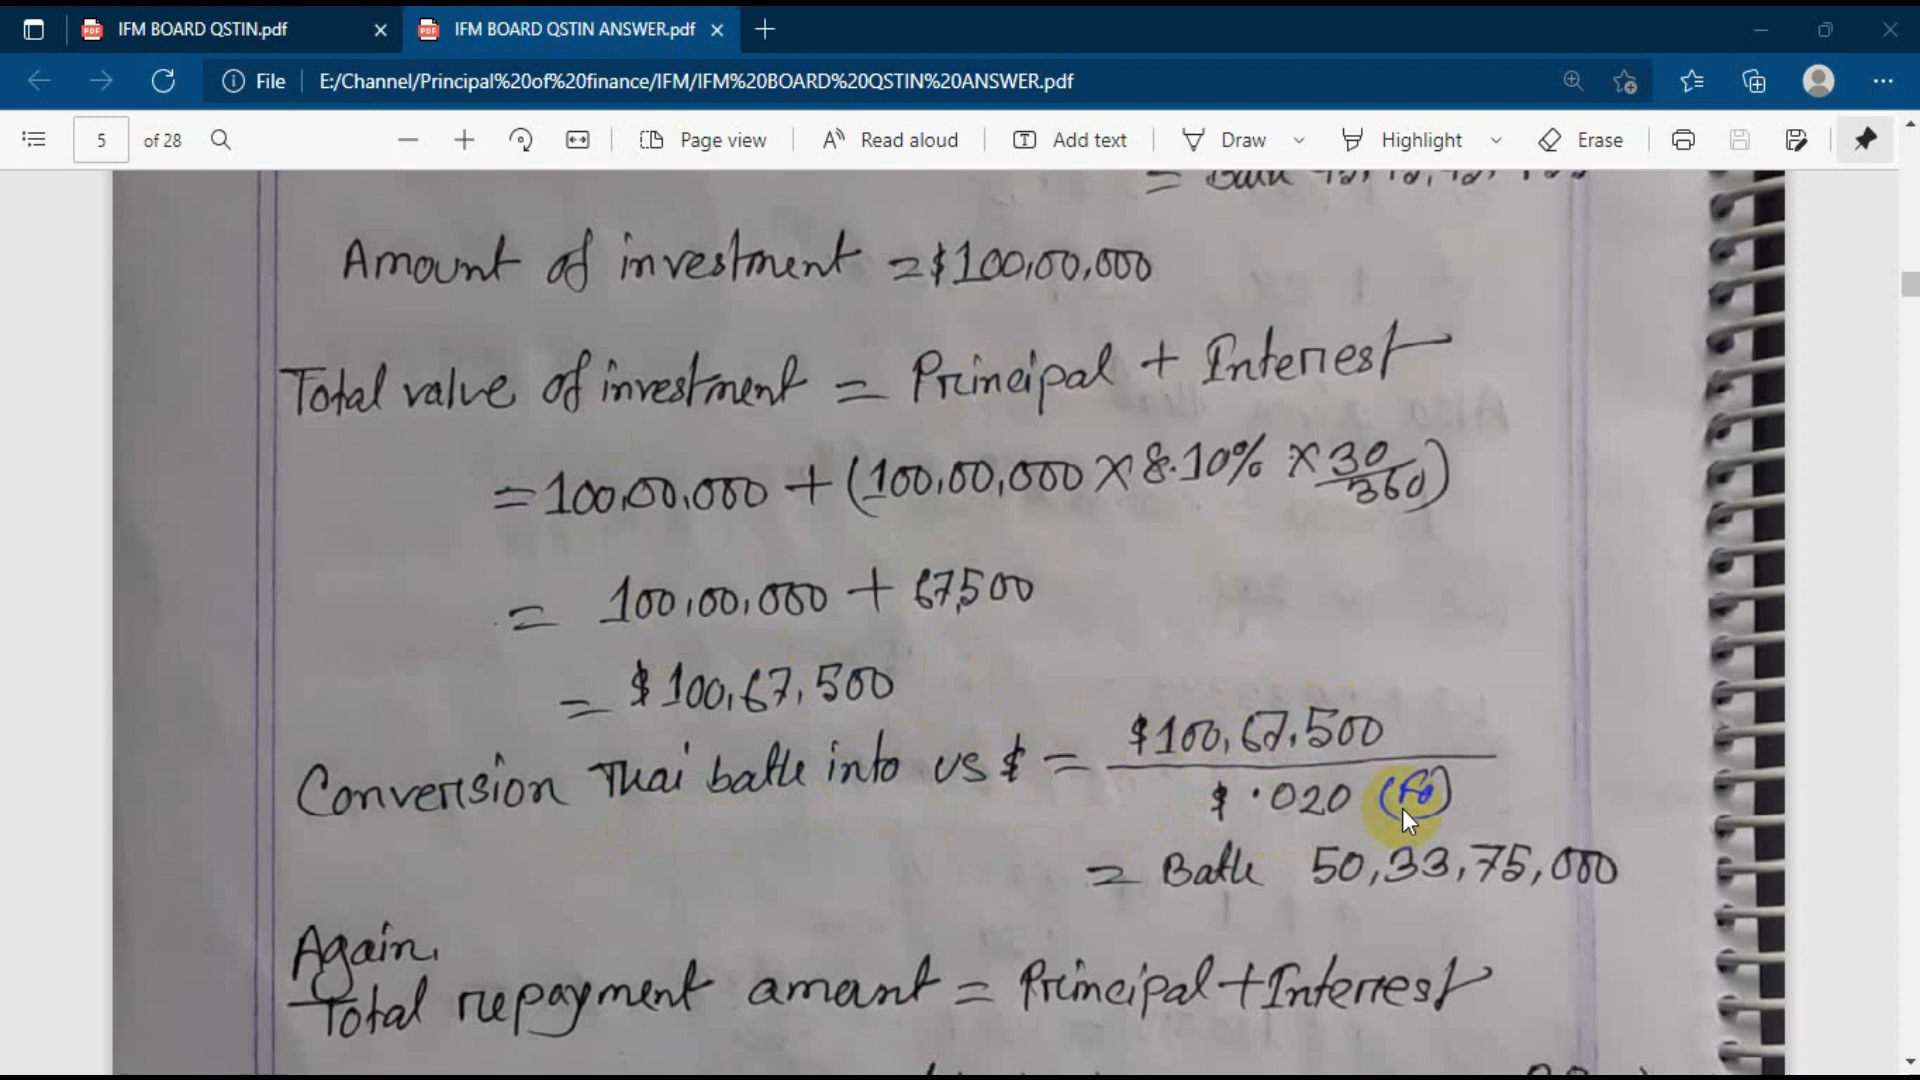 IFM BOARD QSTIN.pdf
IFM BOARD QSTIN ANSWER.pdf
File
E:/Channel/Principal%20of%20finance/IFM/IFM%20BOARD%20QSTIN%20ANSWER.pdf
5 of 28
Page view
Read aloud
Add text
Draw
Highlight
Erase
Amount of investment = $100,00,000
Total value of investment = Principal + Interest
= 100,00,000 + (100,00,000 × 8.10% × 30/360)
= 100,00,000 + 67,500
= $100,67,500
Conversion Thai bath into us $ = $100,67,500 / $ .020
= Bath 50,33,75,000
Again,
Total repayment amount = Principal + Interest